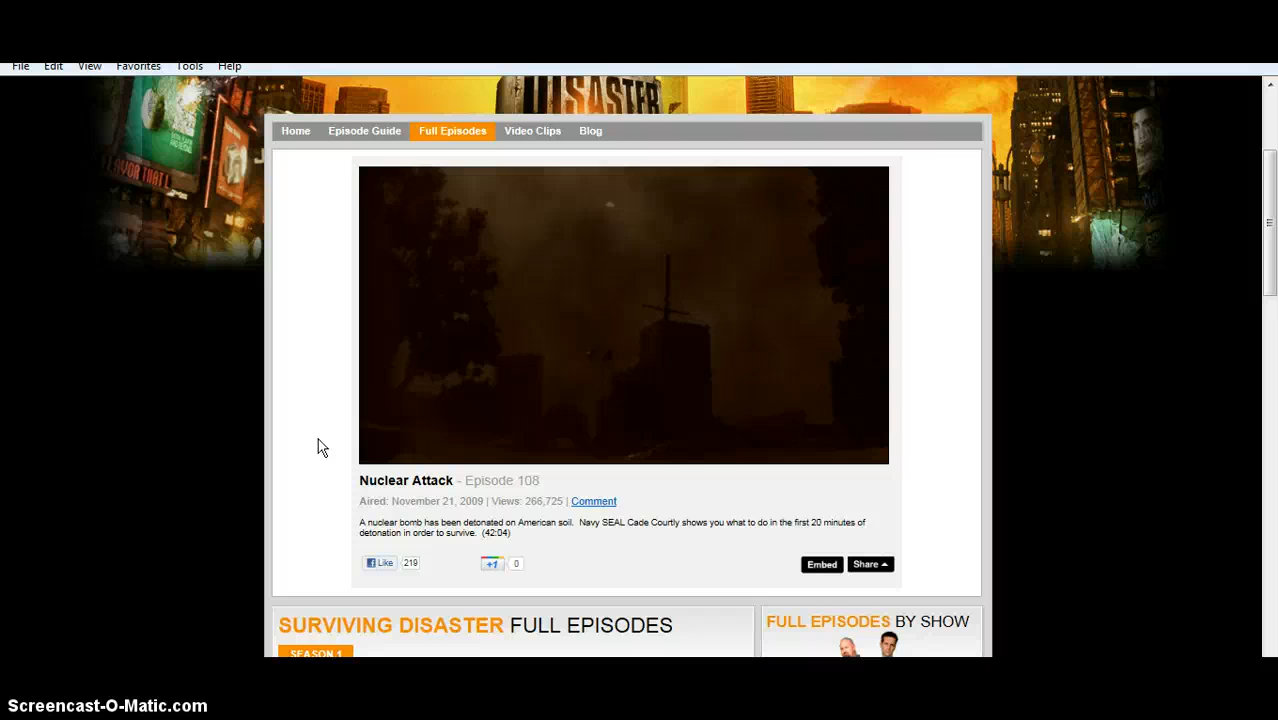 File Edit View Favorites Tools Help
DISASTER
FLAVOR THAT'L
Home Episode Guide Full Episodes Video Clips Blog
Nuclear Attack - Episode 108
Aired: November 21, 2009 | Views: 266,725 | Comment
A nuclear bomb has been detonated on American soil. Navy SEAL Cade Courtly shows you what to do in the first 20 minutes of
detonation in order to survive. (42:04)
Like 219 +1 0 Embed Share
SURVIVING DISASTER FULL EPISODES
FULL EPISODES BY SHOW
SEASON 1
Screencast-O-Matic.com